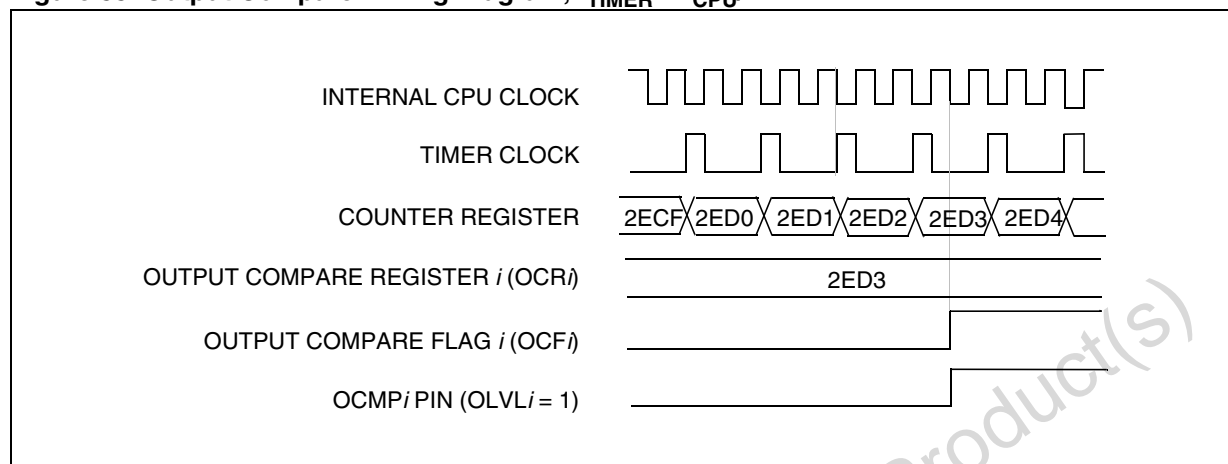 INTERNAL CPU CLOCK
TIMER CLOCK
COUNTER REGISTER
2ECF 2ED0 2ED1 2ED2 2ED3 2ED4
OUTPUT COMPARE REGISTER i (OCRi)
2ED3
OUTPUT COMPARE FLAG i (OCFi)
OCMPi PIN (OLVLi = 1)
Product(s)